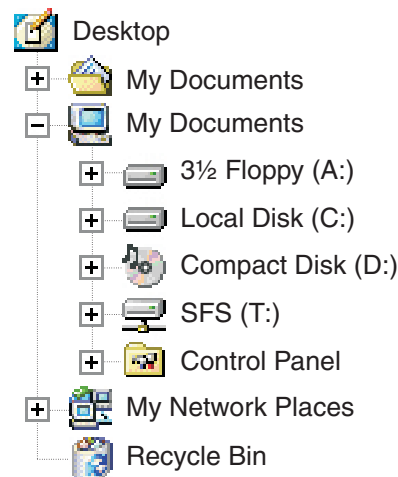 Desktop
My Documents
My Documents
3½ Floppy (A:)
Local Disk (C:)
Compact Disk (D:)
SFS (T:)
Control Panel
My Network Places
Recycle Bin